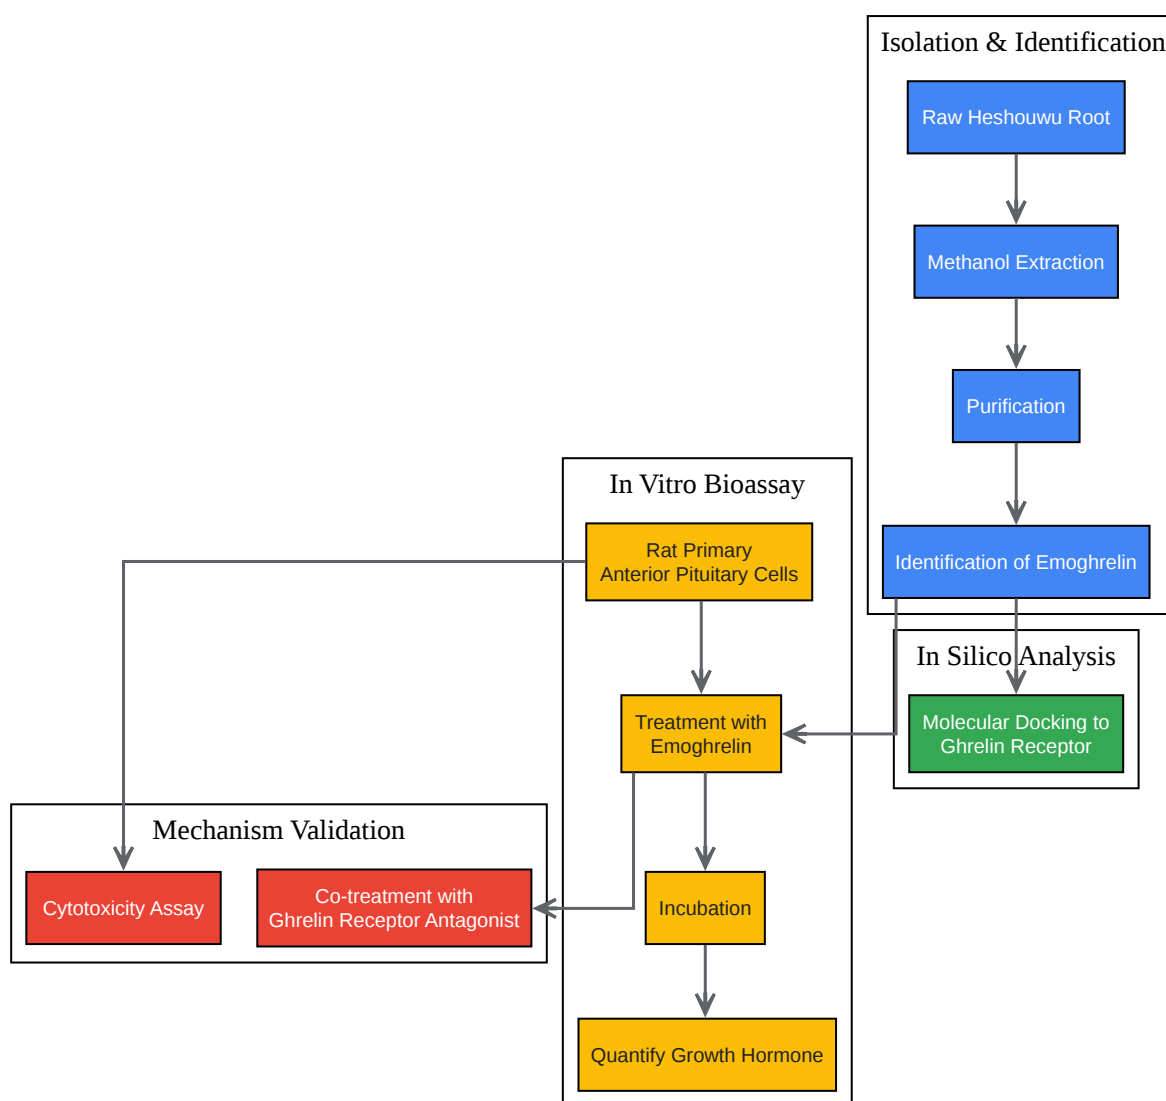 Isolation & Identification
Raw Heshouwu Root
Methanol Extraction
Purification
Identification of Emoghrelin
In Vitro Bioassay
Rat Primary
Anterior Pituitary Cells
Treatment with
Emoghrelin
Incubation
Quantify Growth Hormone
In Silico Analysis
Molecular Docking to
Ghrelin Receptor
Mechanism Validation
Cytotoxicity Assay
Co-treatment with
Ghrelin Receptor Antagonist